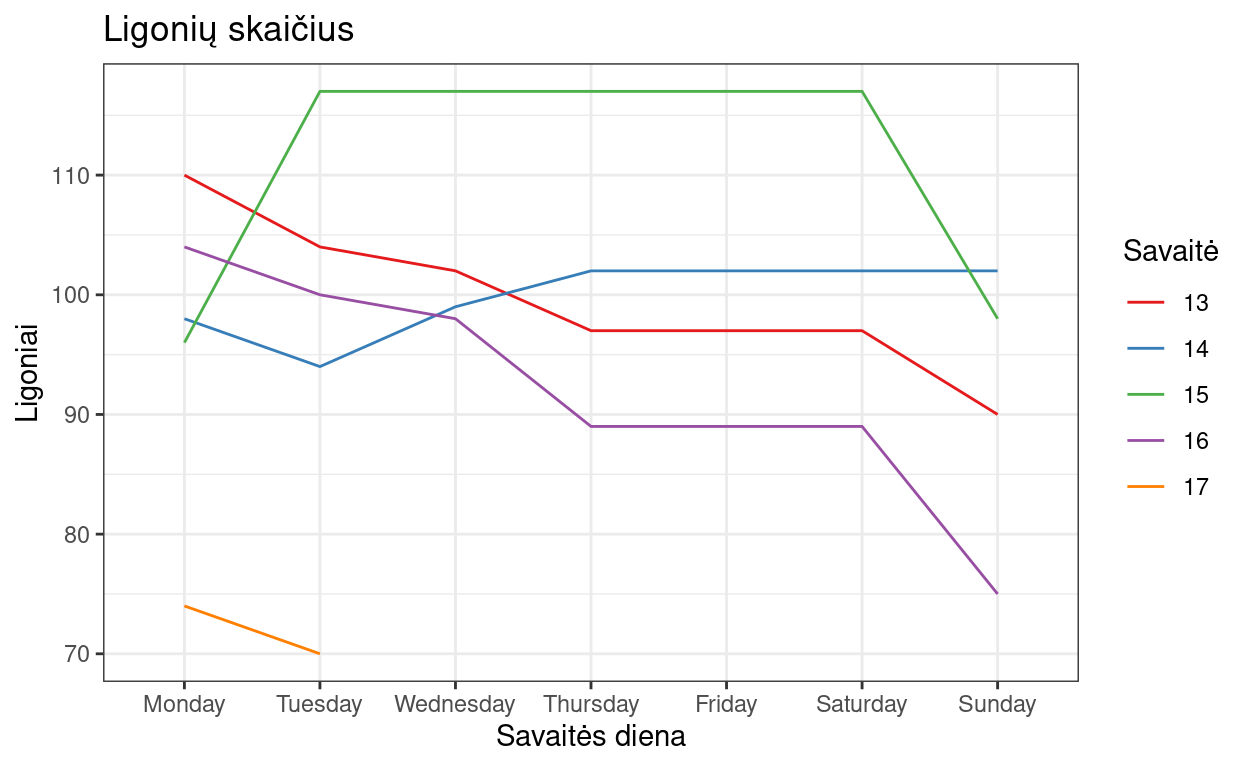 Ligonių skaičius
110
100
90
80
70
Ligoniai
Monday Tuesday Wednesday Thursday Friday Saturday Sunday
Savaitės diena
Savaitė
13
14
15
16
17